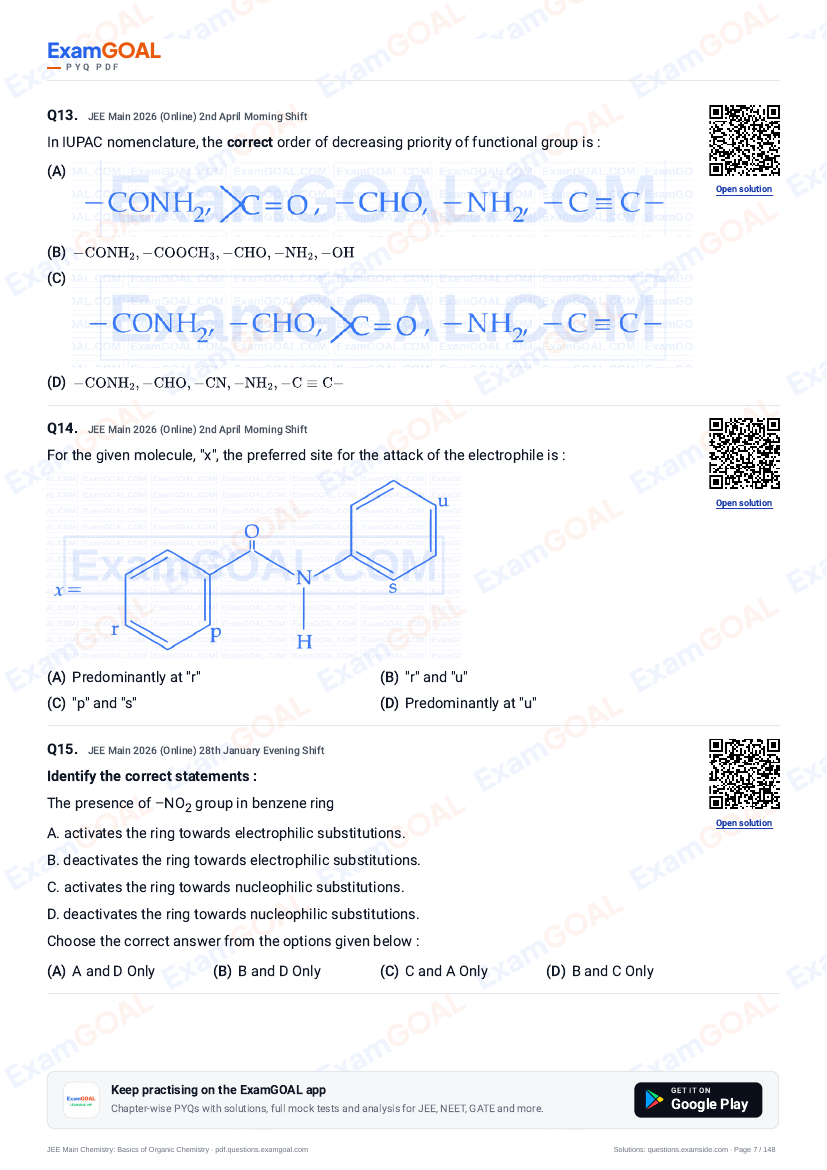 ExamGOAL
PYQ PDF
Q13. JEE Main 2026 (Online) 2nd April Morning Shift
In IUPAC nomenclature, the correct order of decreasing priority of functional group is :
Open solution
(A) −CONH₂, >C=O, −CHO, −NH₂, −C≡C−
(B) −CONH₂, −COOCH₃, −CHO, −NH₂, −OH
(C) −CONH₂, −CHO, >C=O, −NH₂, −C≡C−
(D) −CONH₂, −CHO, −CN, −NH₂, −C ≡ C−
Q14. JEE Main 2026 (Online) 2nd April Morning Shift
For the given molecule, "x", the preferred site for the attack of the electrophile is :
Open solution
u
O
N
s
x=
r
p
H
(A) Predominantly at "r"
(B) "r" and "u"
(C) "p" and "s"
(D) Predominantly at "u"
Q15. JEE Main 2026 (Online) 28th January Evening Shift
Identify the correct statements :
The presence of −NO₂ group in benzene ring
Open solution
A. activates the ring towards electrophilic substitutions.
B. deactivates the ring towards electrophilic substitutions.
C. activates the ring towards nucleophilic substitutions.
D. deactivates the ring towards nucleophilic substitutions.
Choose the correct answer from the options given below :
(A) A and D Only (B) B and D Only (C) C and A Only (D) B and C Only
Keep practising on the ExamGOAL app
Chapter-wise PYQs with solutions, full mock tests and analysis for JEE, NEET, GATE and more.
GET IT ON
Google Play
JEE Main Chemistry: Basics of Organic Chemistry · pdf.questions.examgoal.com
Solutions: questions.examside.com · Page 7 / 148